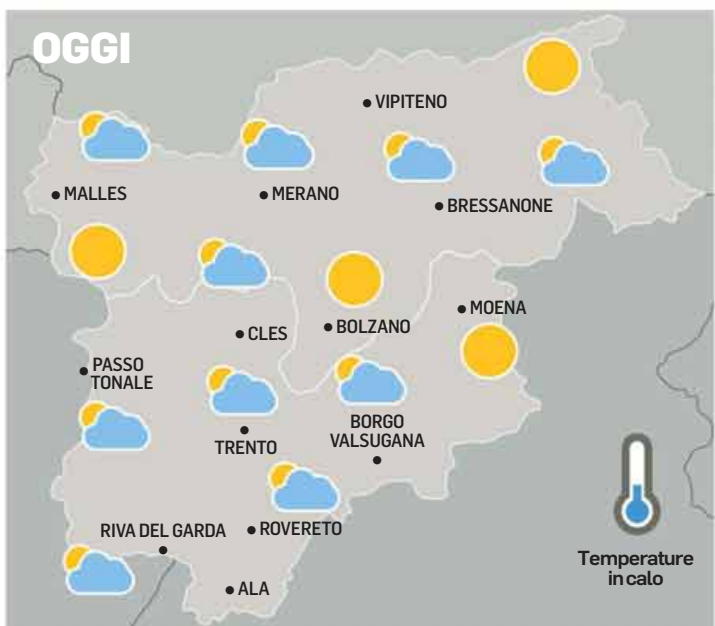 OGGI
VIPITENO
MALLES
MERANO
BRESSANONE
MOENA
BOLZANO
CLES
PASSO
TONALE
BORGO
VALSUGANA
TRENTO
RIVA DEL GARDA
ROVERETO
ALA
Temperature
in calo